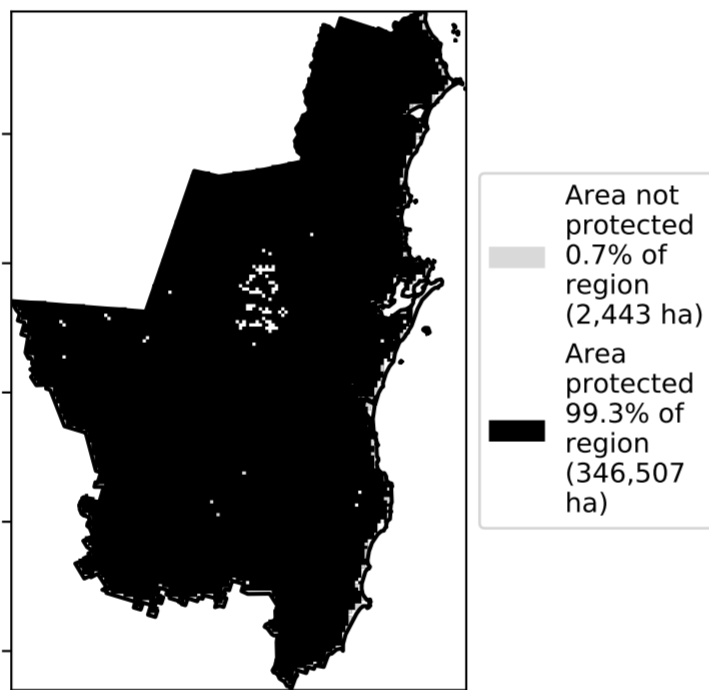 Area not
protected
0.7% of
region
(2,443 ha)
Area
protected
99.3% of
region
(346,507
ha)